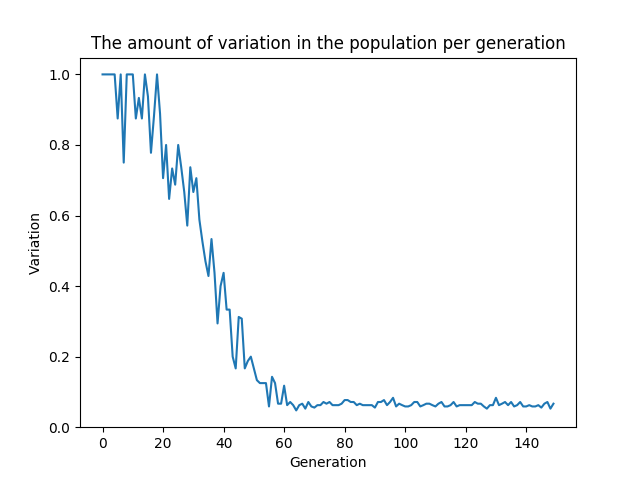 The amount of variation in the population per generation
1.0
0.8
0.6
0.4
0.2
0.0
Variation
0 20 40 60 80 100 120 140
Generation